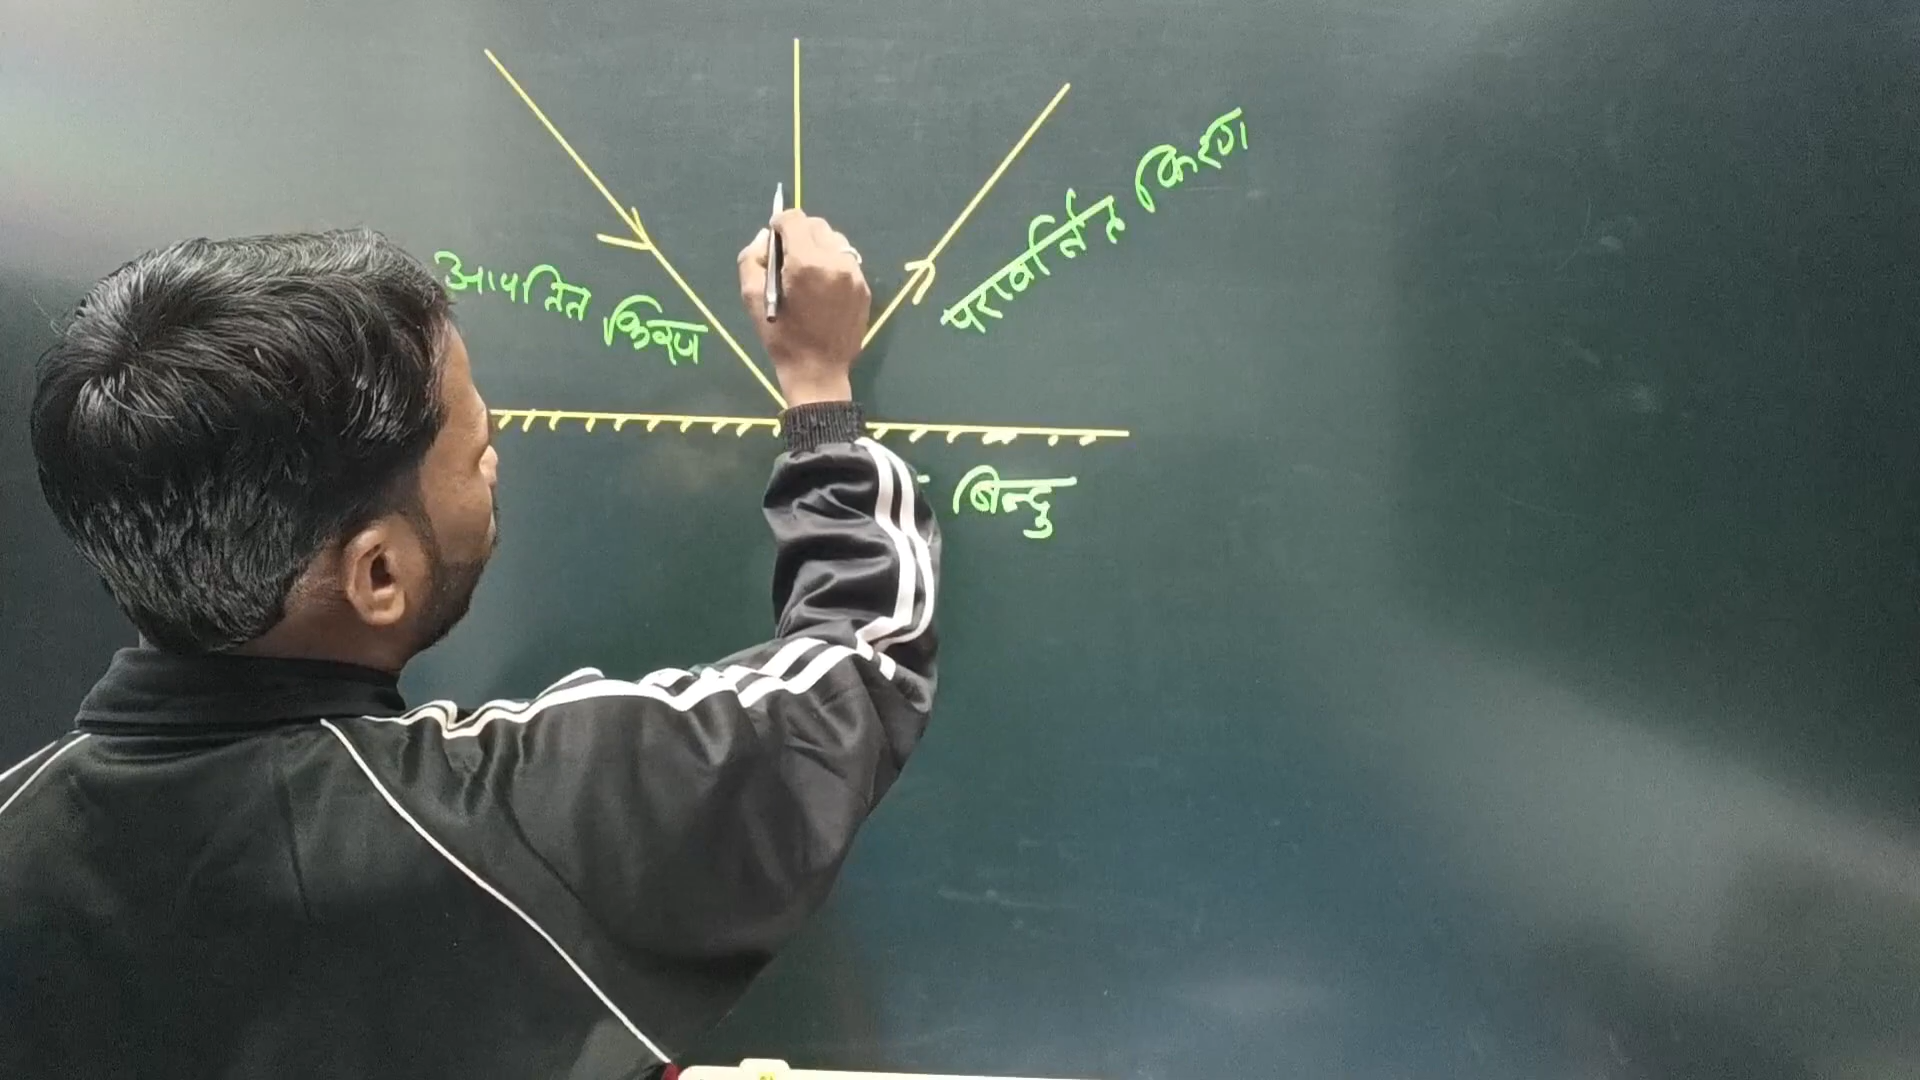 परावर्तित किरण
आपतित किरण
बिन्दु